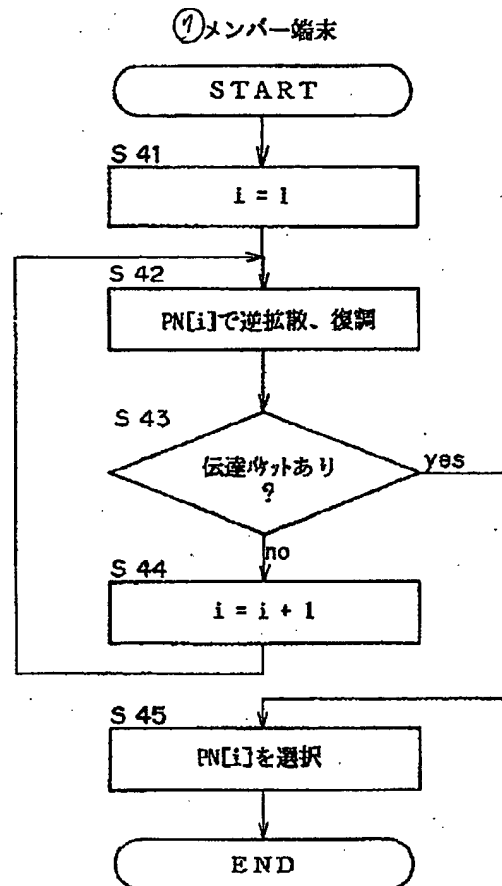 ⑦メンバー端末
START
S 41
i = 1
S 42
PN[i]で逆拡散、復調
S 43
伝達パケットあり
?
yes
no
S 44
i = i + 1
S 45
PN[i]を選択
END